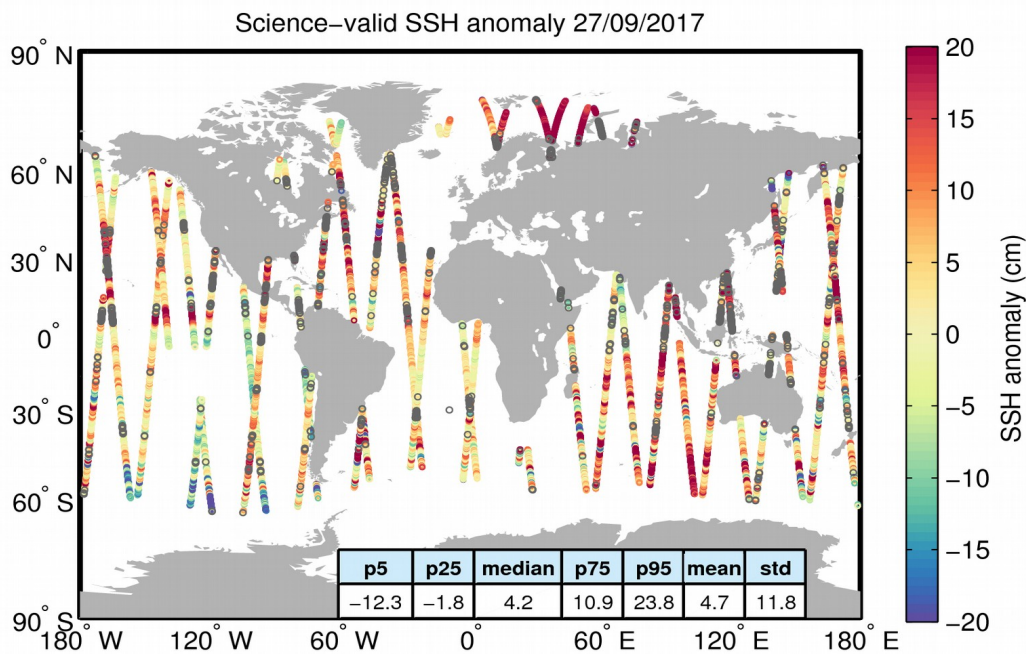 Science−valid SSH anomaly 27/09/2017
90° N
60° N
30° N
0°
30° S
60° S
90° S
180° W
120° W
60° W
0°
60° E
120° E
180° E
p5 p25 median p75 p95 mean std
−12.3 −1.8 4.2 10.9 23.8 4.7 11.8
20
15
10
5
0
−5
−10
−15
−20
SSH anomaly (cm)